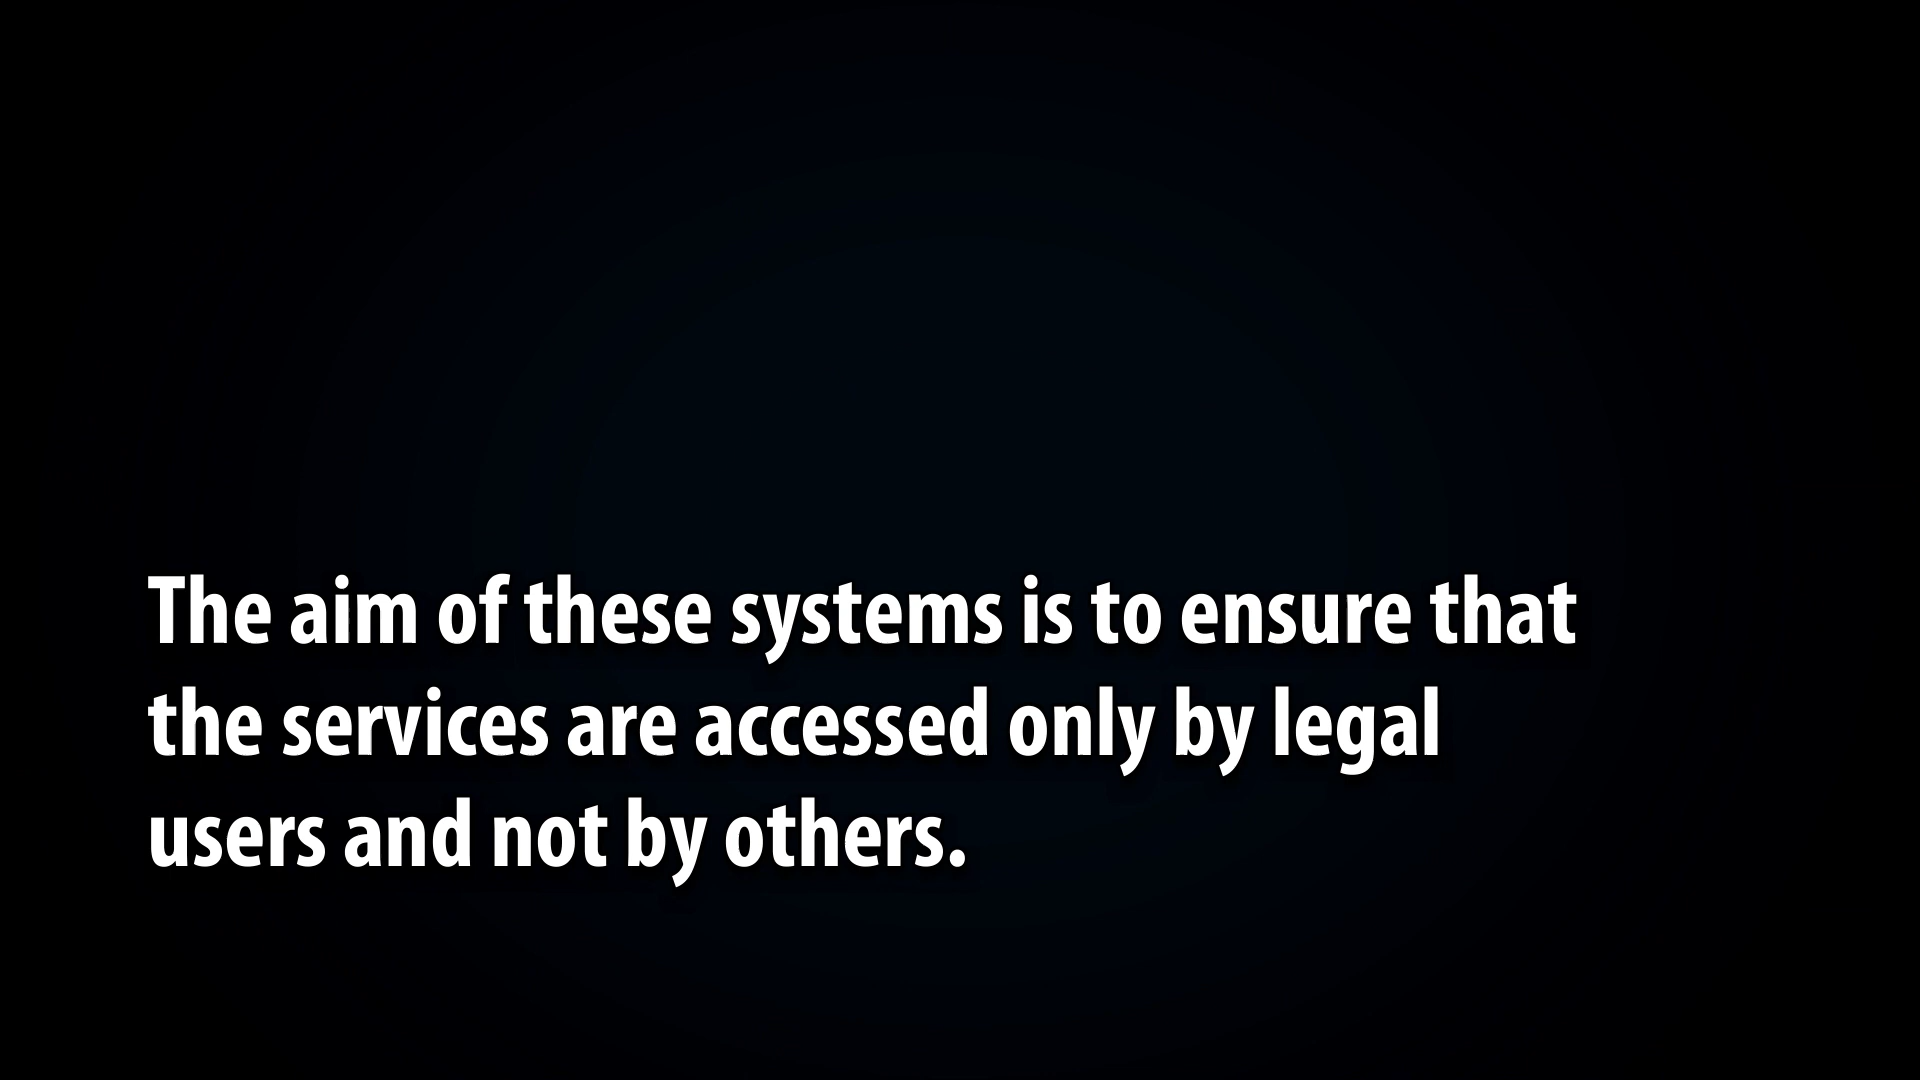 The aim of these systems is to ensure that
the services are accessed only by legal
users and not by others.